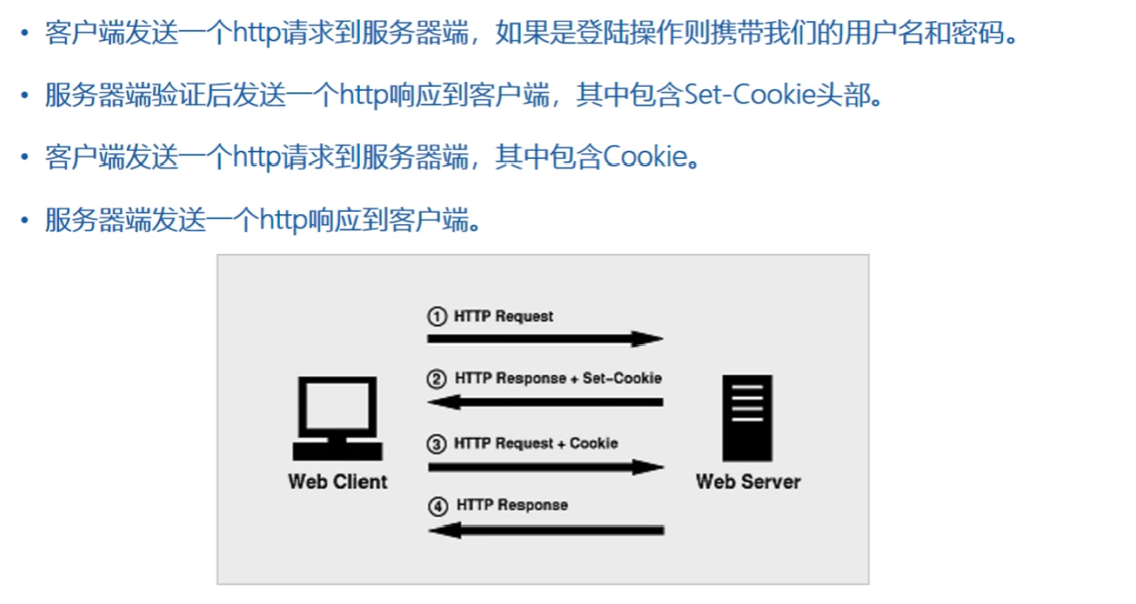 • 客户端发送一个http请求到服务器端，如果是登陆操作则携带我们的用户名和密码。
• 服务器端验证后发送一个http响应到客户端，其中包含Set-Cookie头部。
• 客户端发送一个http请求到服务器端，其中包含Cookie。
• 服务器端发送一个http响应到客户端。
① HTTP Request
② HTTP Response + Set-Cookie
③ HTTP Request + Cookie
Web Client
Web Server
④ HTTP Response